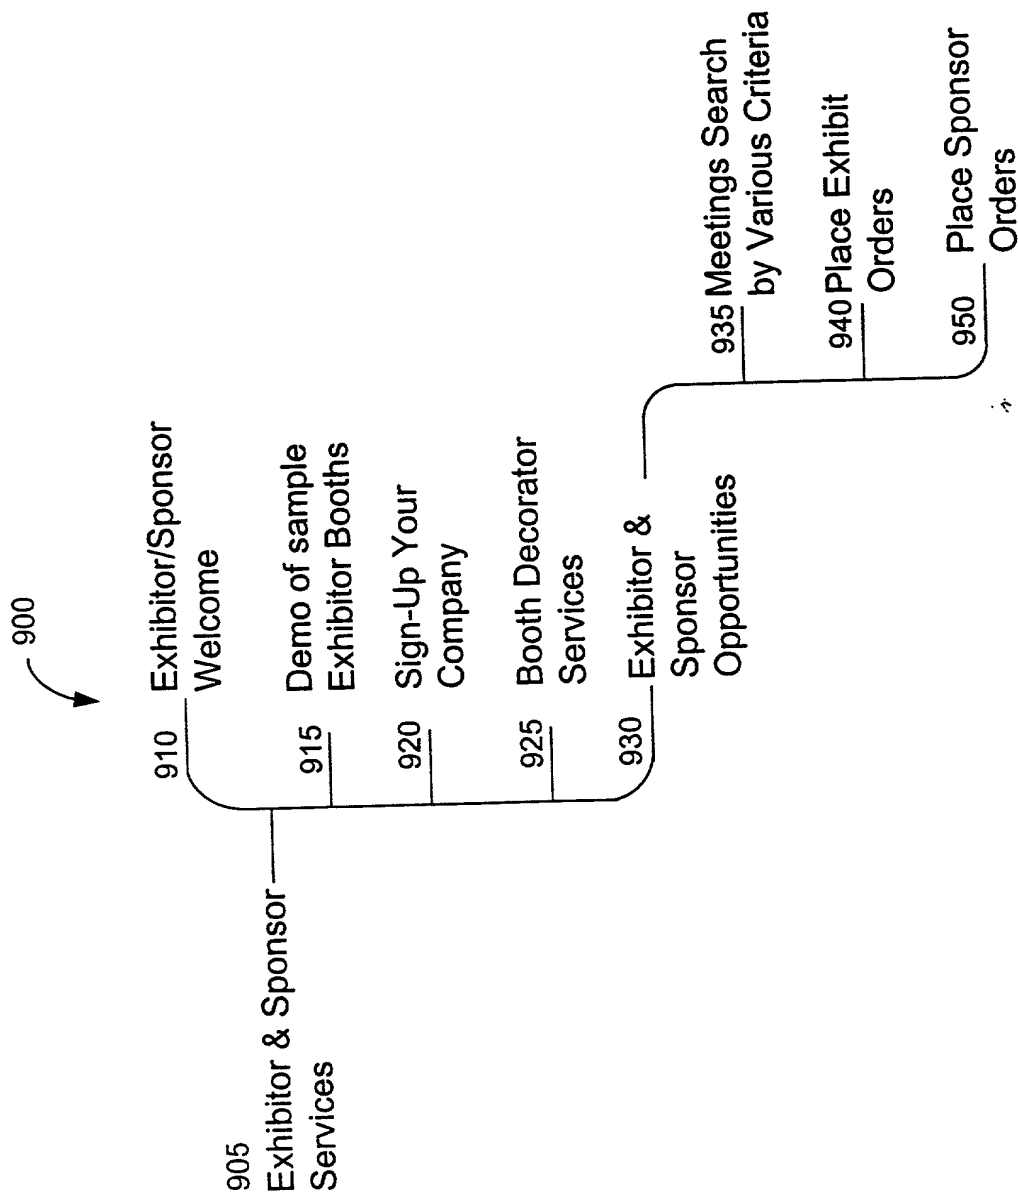 900
905
Exhibitor & Sponsor
Services
910
Exhibitor/Sponsor
Welcome
915
Demo of sample
Exhibitor Booths
920
Sign-Up Your
Company
925
Booth Decorator
Services
930
Exhibitor &
Sponsor
Opportunities
935 Meetings Search
by Various Criteria
940 Place Exhibit
Orders
950
Place Sponsor
Orders